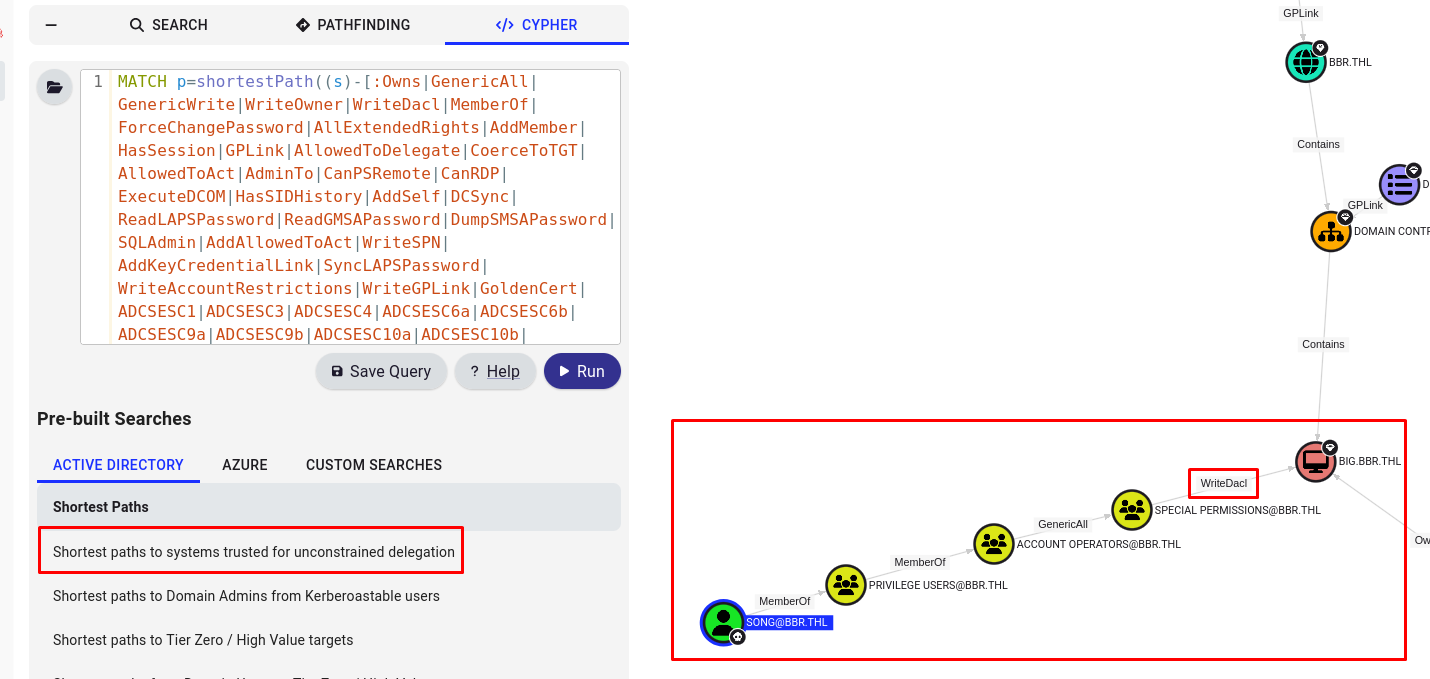 SEARCH
PATHFINDING
</> CYPHER
1 MATCH p=shortestPath((s)-[:Owns|GenericAll|
GenericWrite|WriteOwner|WriteDacl|MemberOf|
ForceChangePassword|AllExtendedRights|AddMember|
HasSession|GPLink|AllowedToDelegate|CoerceToTGT|
AllowedToAct|AdminTo|CanPSRemote|CanRDP|
ExecuteDCOM|HasSIDHistory|AddSelf|DCSync|
ReadLAPSPassword|ReadGMSAPassword|DumpSMSAPassword|
SQLAdmin|AddAllowedToAct|WriteSPN|
AddKeyCredentialLink|SyncLAPSPassword|
WriteAccountRestrictions|WriteGPLink|GoldenCert|
ADCSESC1|ADCSESC3|ADCSESC4|ADCSESC6a|ADCSESC6b|
ADCSESC9a|ADCSESC9b|ADCSESC10a|ADCSESC10b|
Save Query
? Help
Run
Pre-built Searches
ACTIVE DIRECTORY
AZURE
CUSTOM SEARCHES
Shortest Paths
Shortest paths to systems trusted for unconstrained delegation
Shortest paths to Domain Admins from Kerberoastable users
Shortest paths to Tier Zero / High Value targets
GPLink
BBR.THL
Contains
D
GPLink
DOMAIN CONTR
Contains
BIG.BBR.THL
WriteDacl
SPECIAL PERMISSIONS@BBR.THL
GenericAll
ACCOUNT OPERATORS@BBR.THL
Ow
MemberOf
PRIVILEGE USERS@BBR.THL
MemberOf
SONG@BBR.THL